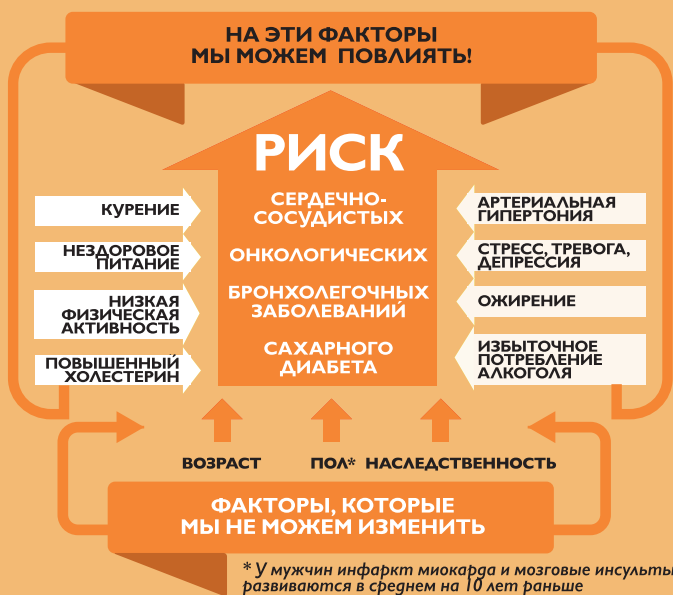 НА ЭТИ ФАКТОРЫ
МЫ МОЖЕМ ПОВЛИЯТЬ!
РИСК
СЕРДЕЧНО-
СОСУДИСТЫХ
ОНКОЛОГИЧЕСКИХ
БРОНХОЛЕГОЧНЫХ
ЗАБОЛЕВАНИЙ
САХАРНОГО
ДИАБЕТА
КУРЕНИЕ
НЕЗДОРОВОЕ
ПИТАНИЕ
НИЗКАЯ
ФИЗИЧЕСКАЯ
АКТИВНОСТЬ
ПОВЫШЕННЫЙ
ХОЛЕСТЕРИН
АРТЕРИАЛЬНАЯ
ГИПЕРТОНИЯ
СТРЕСС, ТРЕВОГА,
ДЕПРЕССИЯ
ОЖИРЕНИЕ
ИЗБЫТОЧНОЕ
ПОТРЕБЛЕНИЕ
АЛКОГОЛЯ
ВОЗРАСТ ПОЛ* НАСЛЕДСТВЕННОСТЬ
ФАКТОРЫ, КОТОРЫЕ
МЫ НЕ МОЖЕМ ИЗМЕНИТЬ
* У мужчин инфаркт миокарда и мозговые инсульты
развиваются в среднем на 10 лет раньше